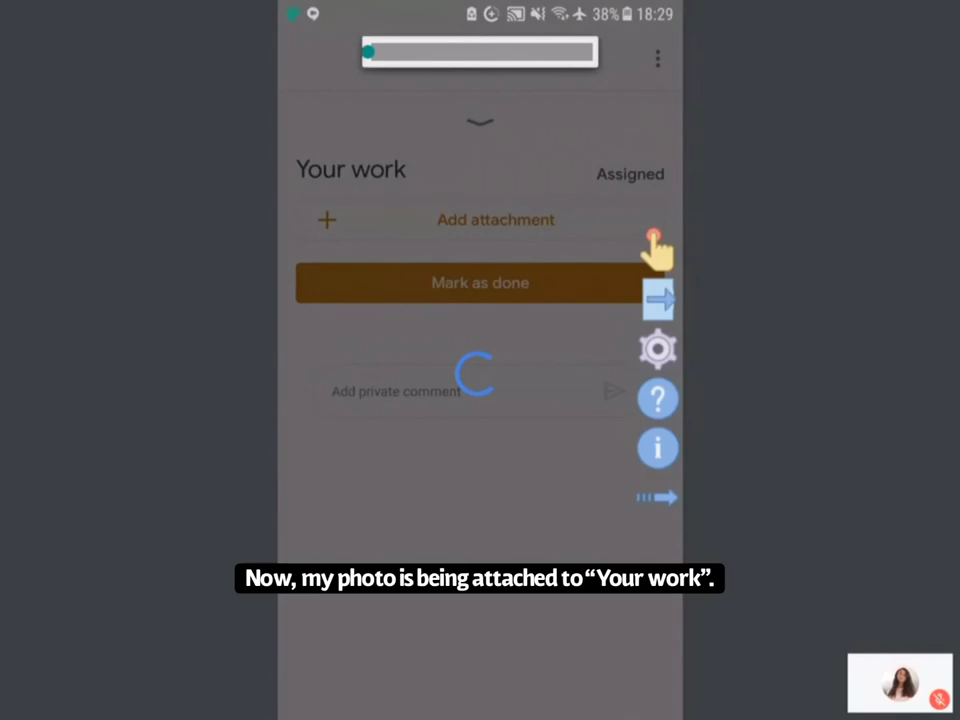 38% 18:29
Your work
Assigned
+ Add attachment
Mark as done
Add private comment
?
i
Now, my photo is being attached to “Your work”.